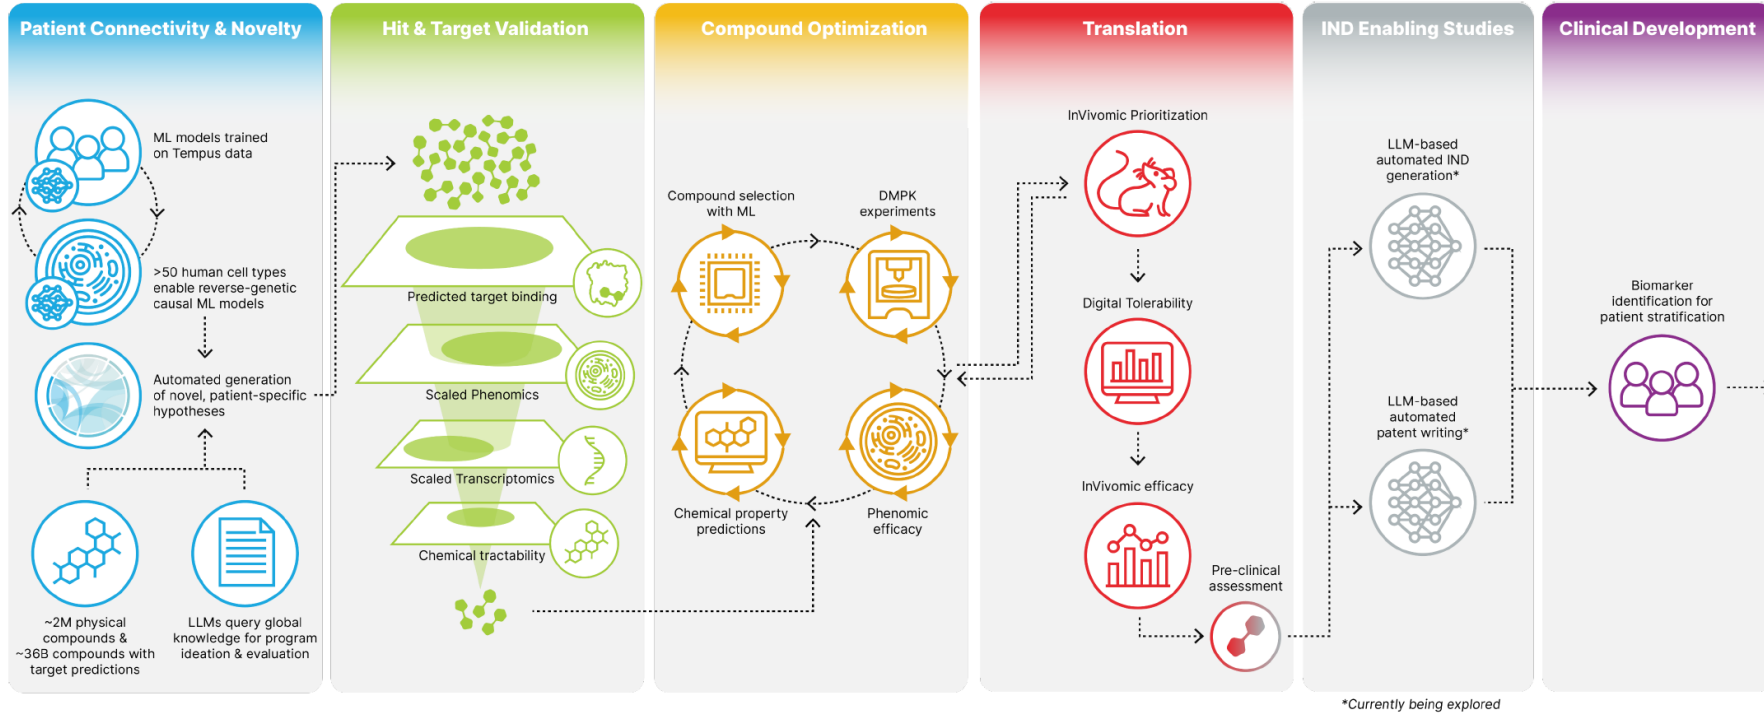 Patient Connectivity & Novelty
ML models trained
on Tempus data
>50 human cell types
enable reverse-genetic
causal ML models
Automated generation
of novel, patient-specific
hypotheses
~2M physical
compounds &
~36B compounds with
target predictions
LLMs query global
knowledge for program
ideation & evaluation
Hit & Target Validation
Predicted target binding
Scaled Phenomics
Scaled Transcriptomics
Chemical tractability
Compound Optimization
Compound selection
with ML
DMPK
experiments
Chemical property
predictions
Phenomic
efficacy
Translation
InVivomic Prioritization
Digital Tolerability
InVivomic efficacy
Pre-clinical
assessment
IND Enabling Studies
LLM-based
automated IND
generation*
LLM-based
automated
patent writing*
Clinical Development
Biomarker
identification for
patient stratification
*Currently being explored